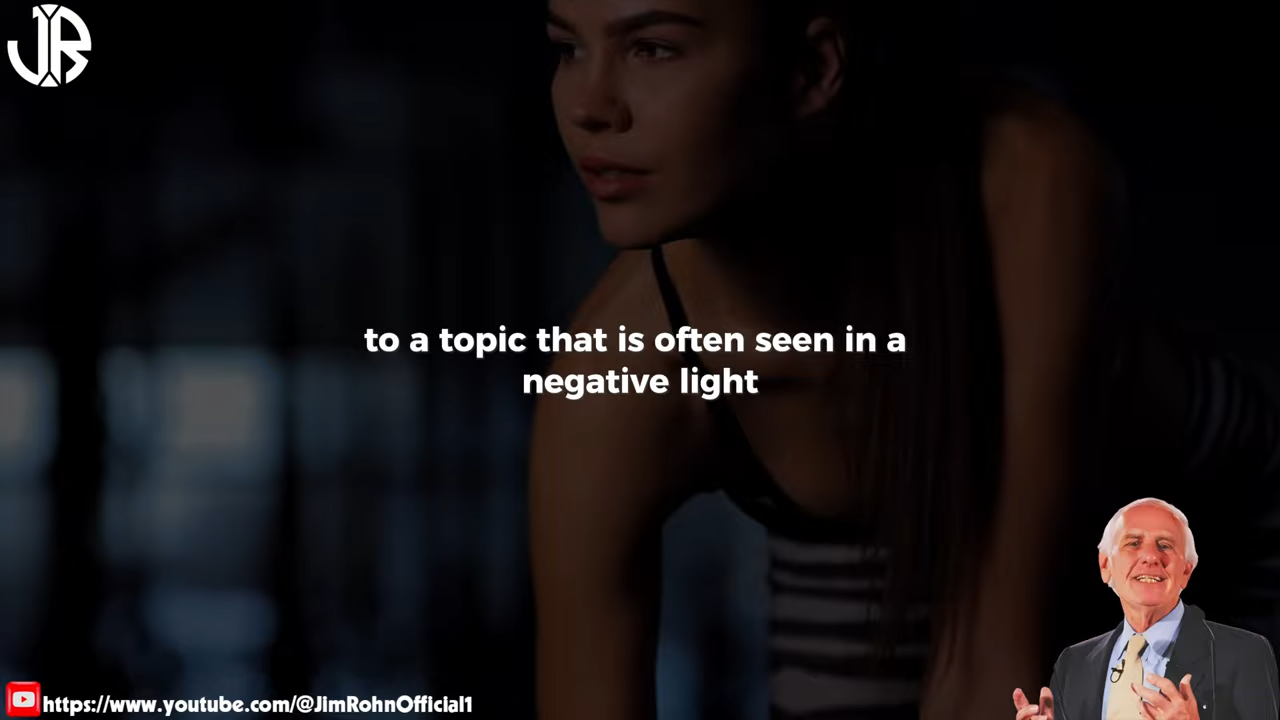 JR
to a topic that is often seen in a
negative light
https://www.youtube.com/@JimRohnOfficial1